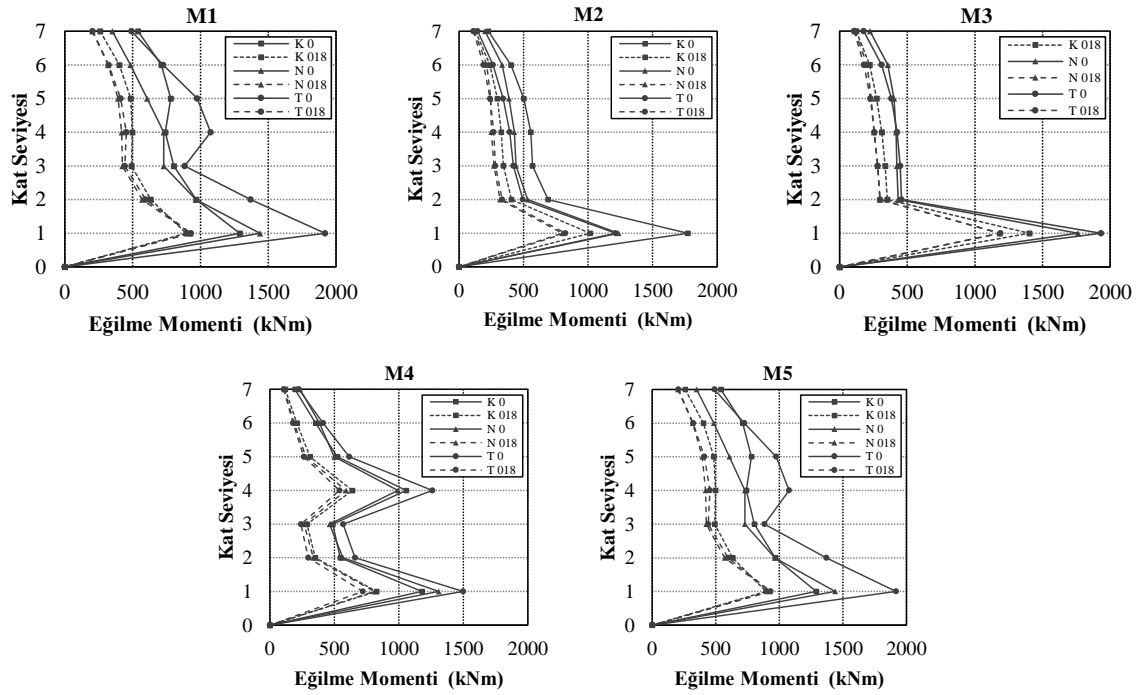 M1
7
6
5
4
3
2
1
0
Kat Seviyesi
K 0
K 018
N 0
N 018
T 0
T 018
0 500 1000 1500 2000
Eğilme Momenti (kNm)
M2
7
6
5
4
3
2
1
0
Kat Seviyesi
K 0
K 018
N 0
N 018
T 0
T 018
0 500 1000 1500 2000
Eğilme Momenti (kNm)
M3
7
6
5
4
3
2
1
0
Kat Seviyesi
K 018
N 0
N 018
T 0
T 018
0 500 1000 1500 2000
Eğilme Momenti (kNm)
M4
7
6
5
4
3
2
1
0
Kat Seviyesi
K 0
K 018
N 0
N 018
T 0
T 018
0 500 1000 1500 2000
Eğilme Momenti (kNm)
M5
7
6
5
4
3
2
1
0
Kat Seviyesi
K 0
K 018
N 0
N 018
T 0
T 018
0 500 1000 1500 2000
Eğilme Momenti (kNm)